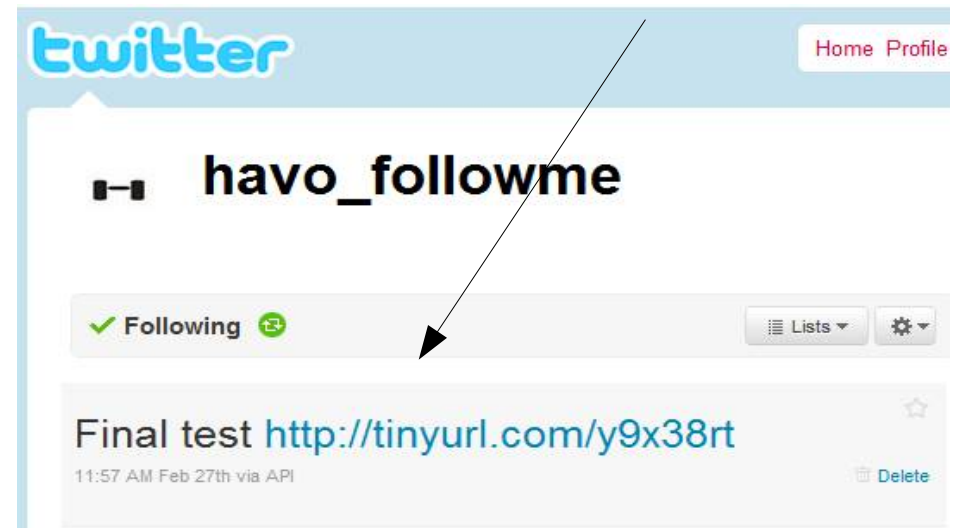 twitter
Home Profile
havo_followme
Following
Lists
Final test http://tinyurl.com/y9x38rt
11:57 AM Feb 27th via API
Delete